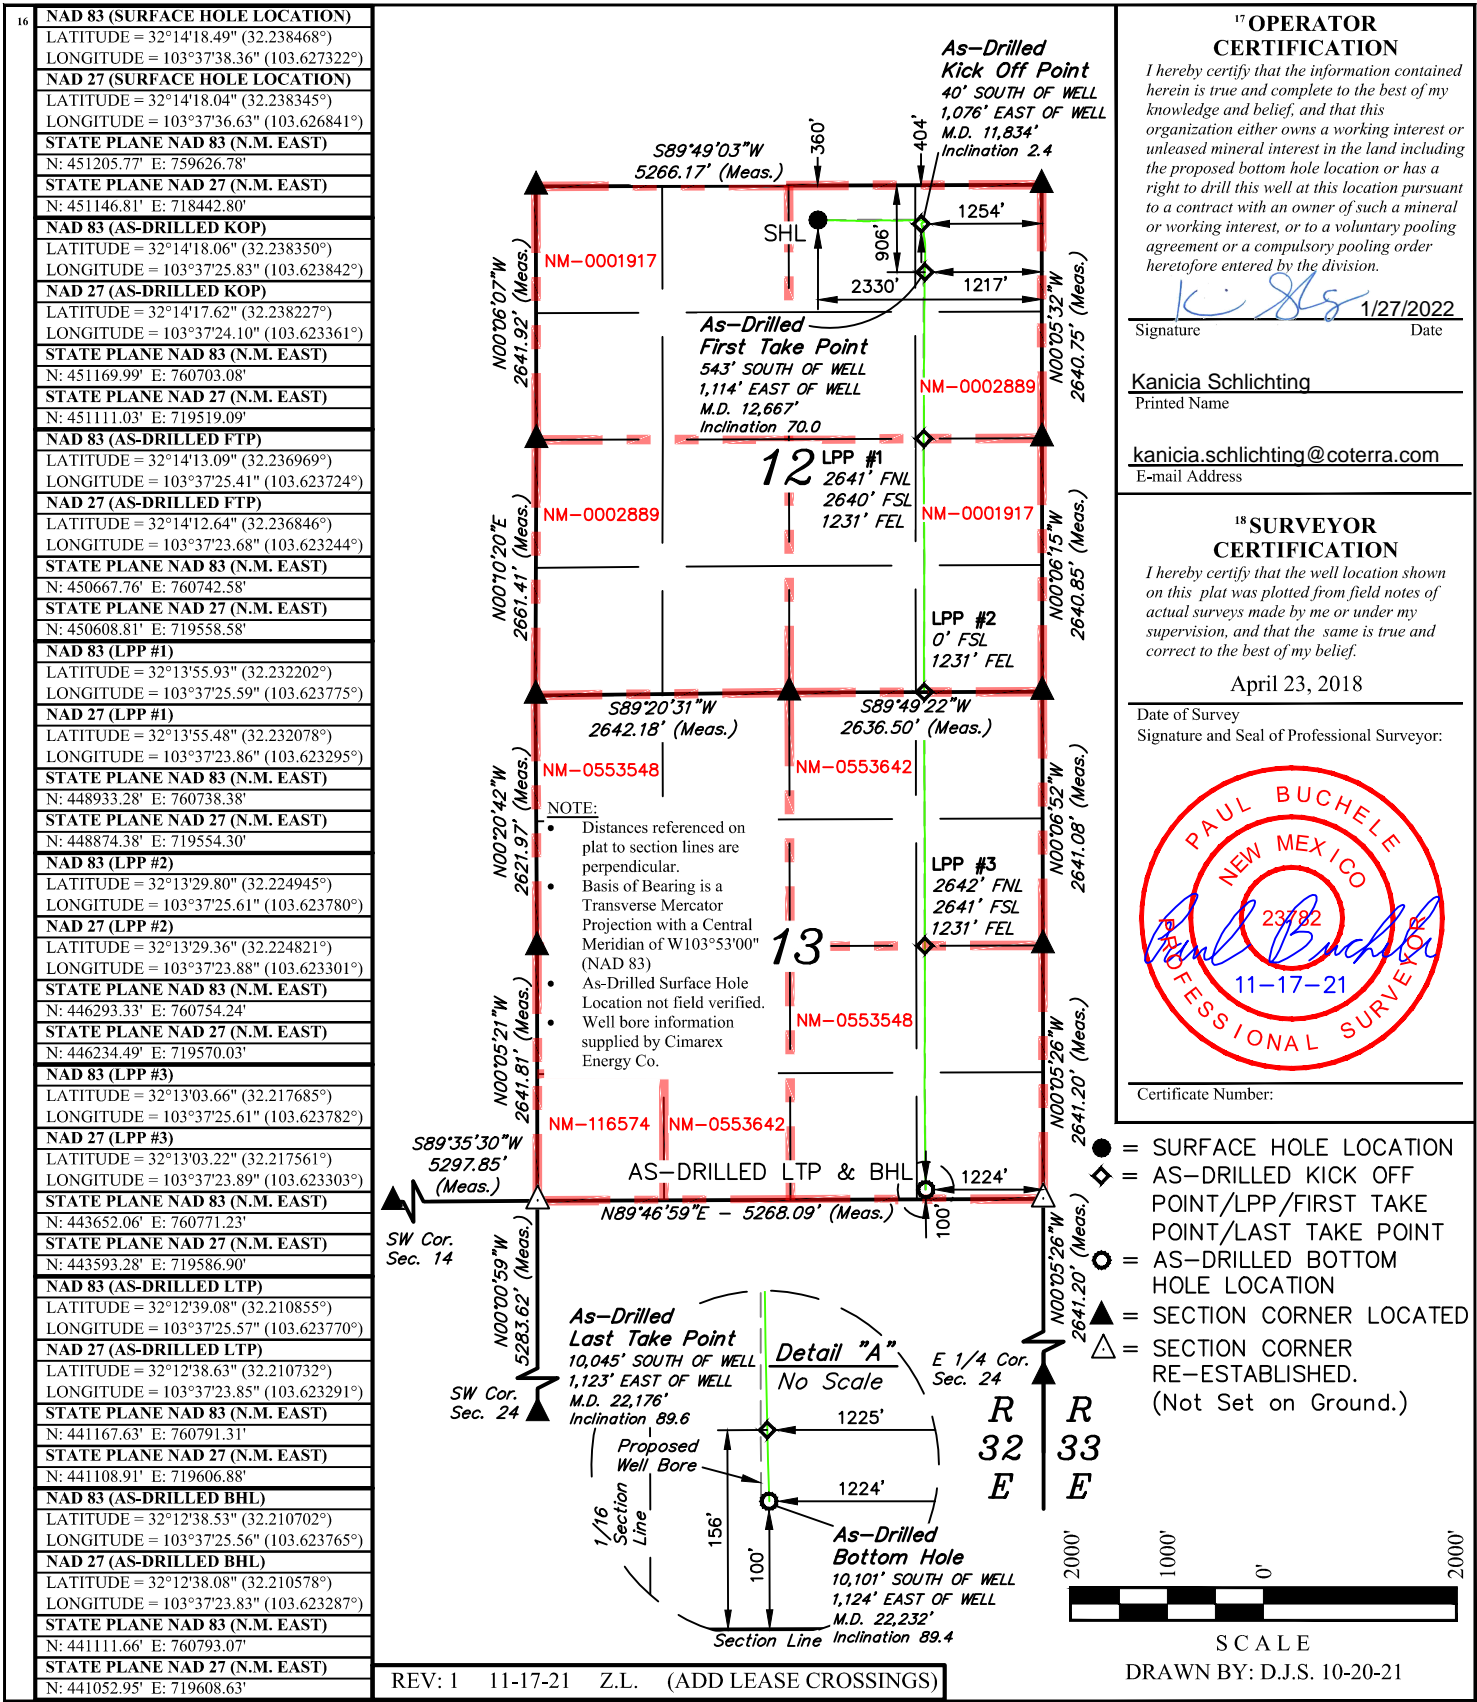 16
NAD 83 (SURFACE HOLE LOCATION)
LATITUDE = 32°14'18.49" (32.238468°)
LONGITUDE = 103°37'38.36" (103.627322°)
NAD 27 (SURFACE HOLE LOCATION)
LATITUDE = 32°14'18.04" (32.238345°)
LONGITUDE = 103°37'36.63" (103.626841°)
STATE PLANE NAD 83 (N.M. EAST)
N: 451205.77' E: 759626.78'
STATE PLANE NAD 27 (N.M. EAST)
N: 451146.81' E: 718442.80'
NAD 83 (AS-DRILLED KOP)
LATITUDE = 32°14'18.06" (32.238350°)
LONGITUDE = 103°37'25.83" (103.623842°)
NAD 27 (AS-DRILLED KOP)
LATITUDE = 32°14'17.62" (32.238227°)
LONGITUDE = 103°37'24.10" (103.623361°)
STATE PLANE NAD 83 (N.M. EAST)
N: 451169.99' E: 760703.08'
STATE PLANE NAD 27 (N.M. EAST)
N: 451111.03' E: 719519.09'
NAD 83 (AS-DRILLED FTP)
LATITUDE = 32°14'13.09" (32.236969°)
LONGITUDE = 103°37'25.41" (103.623724°)
NAD 27 (AS-DRILLED FTP)
LATITUDE = 32°14'12.64" (32.236846°)
LONGITUDE = 103°37'23.68" (103.623244°)
STATE PLANE NAD 83 (N.M. EAST)
N: 450667.76' E: 760742.58'
STATE PLANE NAD 27 (N.M. EAST)
N: 450608.81' E: 719558.58'
NAD 83 (LPP #1)
LATITUDE = 32°13'55.93" (32.232202°)
LONGITUDE = 103°37'25.59" (103.623775°)
NAD 27 (LPP #1)
LATITUDE = 32°13'55.48" (32.232078°)
LONGITUDE = 103°37'23.86" (103.623295°)
STATE PLANE NAD 83 (N.M. EAST)
N: 448933.28' E: 760738.38'
STATE PLANE NAD 27 (N.M. EAST)
N: 448874.38' E: 719554.30'
NAD 83 (LPP #2)
LATITUDE = 32°13'29.80" (32.224945°)
LONGITUDE = 103°37'25.61" (103.623780°)
NAD 27 (LPP #2)
LATITUDE = 32°13'29.36" (32.224821°)
LONGITUDE = 103°37'23.88" (103.623301°)
STATE PLANE NAD 83 (N.M. EAST)
N: 446293.33' E: 760754.24'
STATE PLANE NAD 27 (N.M. EAST)
N: 446234.49' E: 719570.03'
NAD 83 (LPP #3)
LATITUDE = 32°13'03.66" (32.217685°)
LONGITUDE = 103°37'25.61" (103.623782°)
NAD 27 (LPP #3)
LATITUDE = 32°13'03.22" (32.217561°)
LONGITUDE = 103°37'23.89" (103.623303°)
STATE PLANE NAD 83 (N.M. EAST)
N: 443652.06' E: 760771.23'
STATE PLANE NAD 27 (N.M. EAST)
N: 443593.28' E: 719586.90'
NAD 83 (AS-DRILLED LTP)
LATITUDE = 32°12'39.08" (32.210855°)
LONGITUDE = 103°37'25.57" (103.623770°)
NAD 27 (AS-DRILLED LTP)
LATITUDE = 32°12'38.63" (32.210732°)
LONGITUDE = 103°37'23.85" (103.623291°)
STATE PLANE NAD 83 (N.M. EAST)
N: 441167.63' E: 760791.31'
STATE PLANE NAD 27 (N.M. EAST)
N: 441108.91' E: 719606.88'
NAD 83 (AS-DRILLED BHL)
LATITUDE = 32°12'38.53" (32.210702°)
LONGITUDE = 103°37'25.56" (103.623765°)
NAD 27 (AS-DRILLED BHL)
LATITUDE = 32°12'38.08" (32.210578°)
LONGITUDE = 103°37'23.83" (103.623287°)
STATE PLANE NAD 83 (N.M. EAST)
N: 441111.66' E: 760793.07'
STATE PLANE NAD 27 (N.M. EAST)
N: 441052.95' E: 719608.63'
As-Drilled
Kick Off Point
40' SOUTH OF WELL
1,076' EAST OF WELL
M.D. 11,834'
Inclination 2.4
S89°49'03"W
5266.17' (Meas.)
360'
404'
SHL
1254'
906'
2330'
1217'
NM-0001917
N00°06'07"W
2641.92' (Meas.)
N00°05'32"W
2640.75' (Meas.)
As-Drilled
First Take Point
543' SOUTH OF WELL
1,114' EAST OF WELL
M.D. 12,667'
Inclination 70.0
NM-0002889
12
LPP #1
2641' FNL
2640' FSL
1231' FEL
NM-0002889
NM-0001917
N00°10'20"E
2661.41' (Meas.)
N00°06'15"W
2640.85' (Meas.)
LPP #2
0' FSL
1231' FEL
S89°20'31"W
2642.18' (Meas.)
S89°49'22"W
2636.50' (Meas.)
NM-0553548
NM-0553642
N00°20'42"W
2621.97' (Meas.)
N00°06'52"W
2641.08' (Meas.)
NOTE:
• Distances referenced on
plat to section lines are
perpendicular.
• Basis of Bearing is a
Transverse Mercator
Projection with a Central
Meridian of W103°53'00"
(NAD 83)
• As-Drilled Surface Hole
Location not field verified.
• Well bore information
supplied by Cimarex
Energy Co.
LPP #3
2642' FNL
2641' FSL
1231' FEL
13
NM-0553548
N00°05'21"W
2641.81' (Meas.)
N00°05'26"W
2641.20' (Meas.)
NM-116574
NM-0553642
S89°35'30"W
5297.85'
(Meas.)
AS-DRILLED LTP & BHL
1224'
100'
N89°46'59"E - 5268.09' (Meas.)
SW Cor.
Sec. 14
N00°00'59"W
5283.62' (Meas.)
N00°05'26"W
2641.20' (Meas.)
SW Cor.
Sec. 24
E 1/4 Cor.
Sec. 24
R
32
E
R
33
E
As-Drilled
Last Take Point
10,045' SOUTH OF WELL
1,123' EAST OF WELL
M.D. 22,176'
Inclination 89.6
Detail "A"
No Scale
1225'
Proposed
Well Bore
1224'
1/16
Section
Line
156'
100'
As-Drilled
Bottom Hole
10,101' SOUTH OF WELL
1,124' EAST OF WELL
M.D. 22,232'
Inclination 89.4
Section Line
REV: 1 11-17-21 Z.L. (ADD LEASE CROSSINGS)
17 OPERATOR
CERTIFICATION
I hereby certify that the information contained
herein is true and complete to the best of my
knowledge and belief, and that this
organization either owns a working interest or
unleased mineral interest in the land including
the proposed bottom hole location or has a
right to drill this well at this location pursuant
to a contract with an owner of such a mineral
or working interest, or to a voluntary pooling
agreement or a compulsory pooling order
heretofore entered by the division.
1/27/2022
Signature Date
Kanicia Schlichting
Printed Name
kanicia.schlichting@coterra.com
E-mail Address
18 SURVEYOR
CERTIFICATION
I hereby certify that the well location shown
on this plat was plotted from field notes of
actual surveys made by me or under my
supervision, and that the same is true and
correct to the best of my belief.
April 23, 2018
Date of Survey
Signature and Seal of Professional Surveyor:
PAUL BUCHELE
NEW MEXICO
23782
Paul Buchele
11-17-21
PROFESSIONAL SURVEYOR
Certificate Number:
= SURFACE HOLE LOCATION
= AS-DRILLED KICK OFF
POINT/LPP/FIRST TAKE
POINT/LAST TAKE POINT
= AS-DRILLED BOTTOM
HOLE LOCATION
= SECTION CORNER LOCATED
= SECTION CORNER
RE-ESTABLISHED.
(Not Set on Ground.)
2000'
1000'
0'
2000'
SCALE
DRAWN BY: D.J.S. 10-20-21